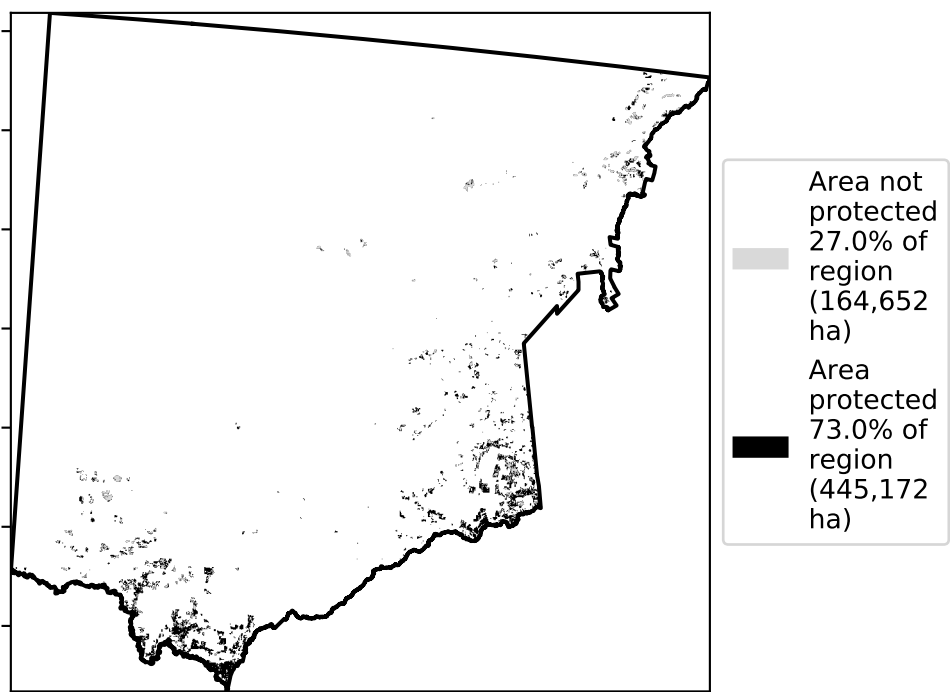 Area not
protected
27.0% of
region
(164,652
ha)
Area
protected
73.0% of
region
(445,172
ha)